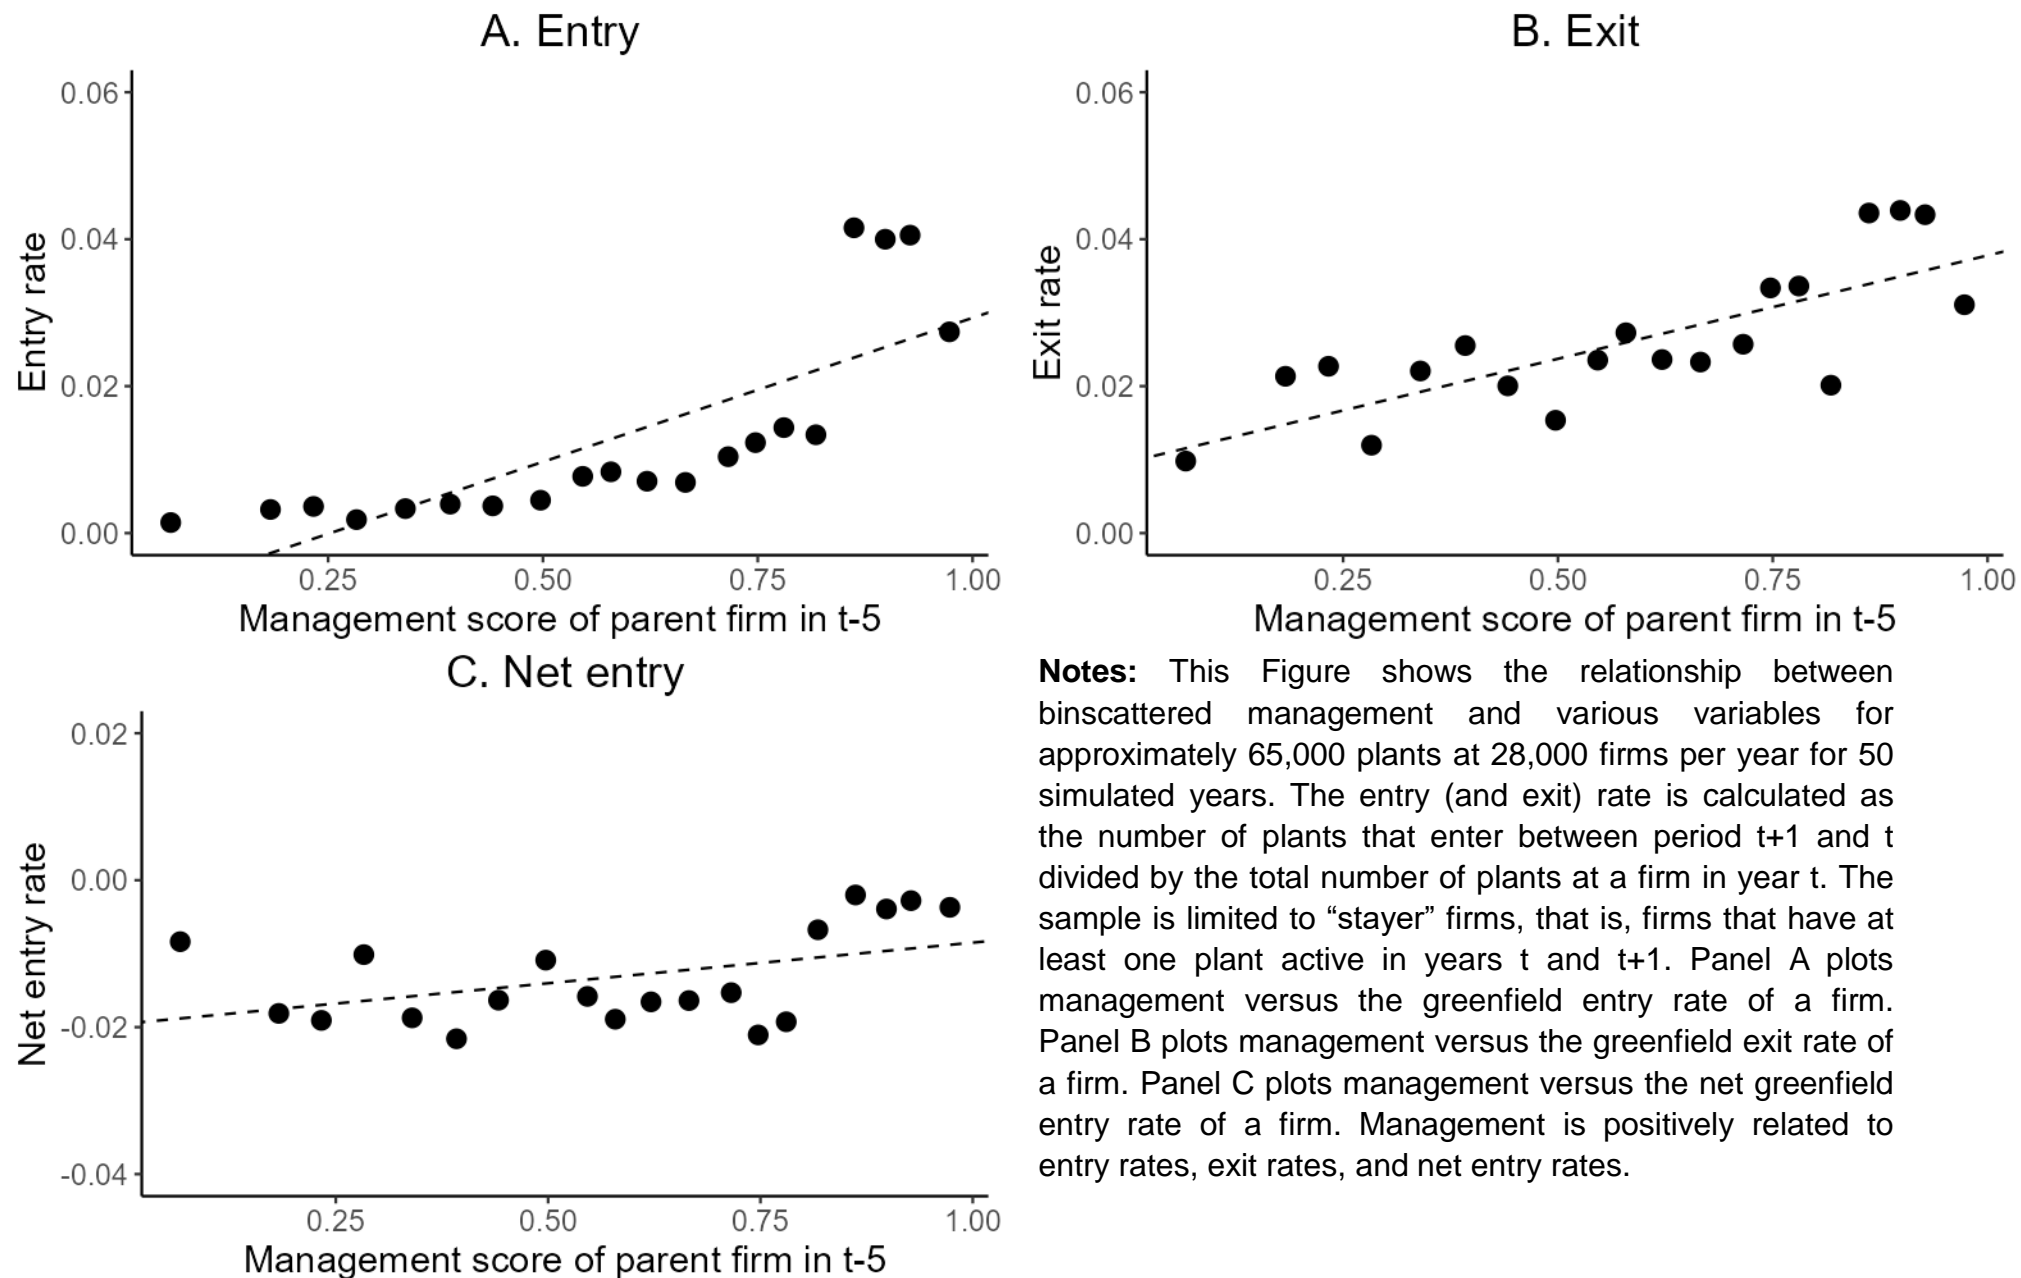 A. Entry
0.06
0.04
0.02
0.00
Entry rate
0.25 0.50 0.75 1.00
Management score of parent firm in t-5
B. Exit
0.06
0.04
0.02
0.00
Exit rate
0.25 0.50 0.75 1.00
Management score of parent firm in t-5
C. Net entry
0.02
0.00
-0.02
-0.04
Net entry rate
0.25 0.50 0.75 1.00
Management score of parent firm in t-5
Notes: This Figure shows the relationship between
binscattered management and various variables for
approximately 65,000 plants at 28,000 firms per year for 50
simulated years. The entry (and exit) rate is calculated as
the number of plants that enter between period t+1 and t
divided by the total number of plants at a firm in year t. The
sample is limited to “stayer” firms, that is, firms that have at
least one plant active in years t and t+1. Panel A plots
management versus the greenfield entry rate of a firm.
Panel B plots management versus the greenfield exit rate of
a firm. Panel C plots management versus the net greenfield
entry rate of a firm. Management is positively related to
entry rates, exit rates, and net entry rates.